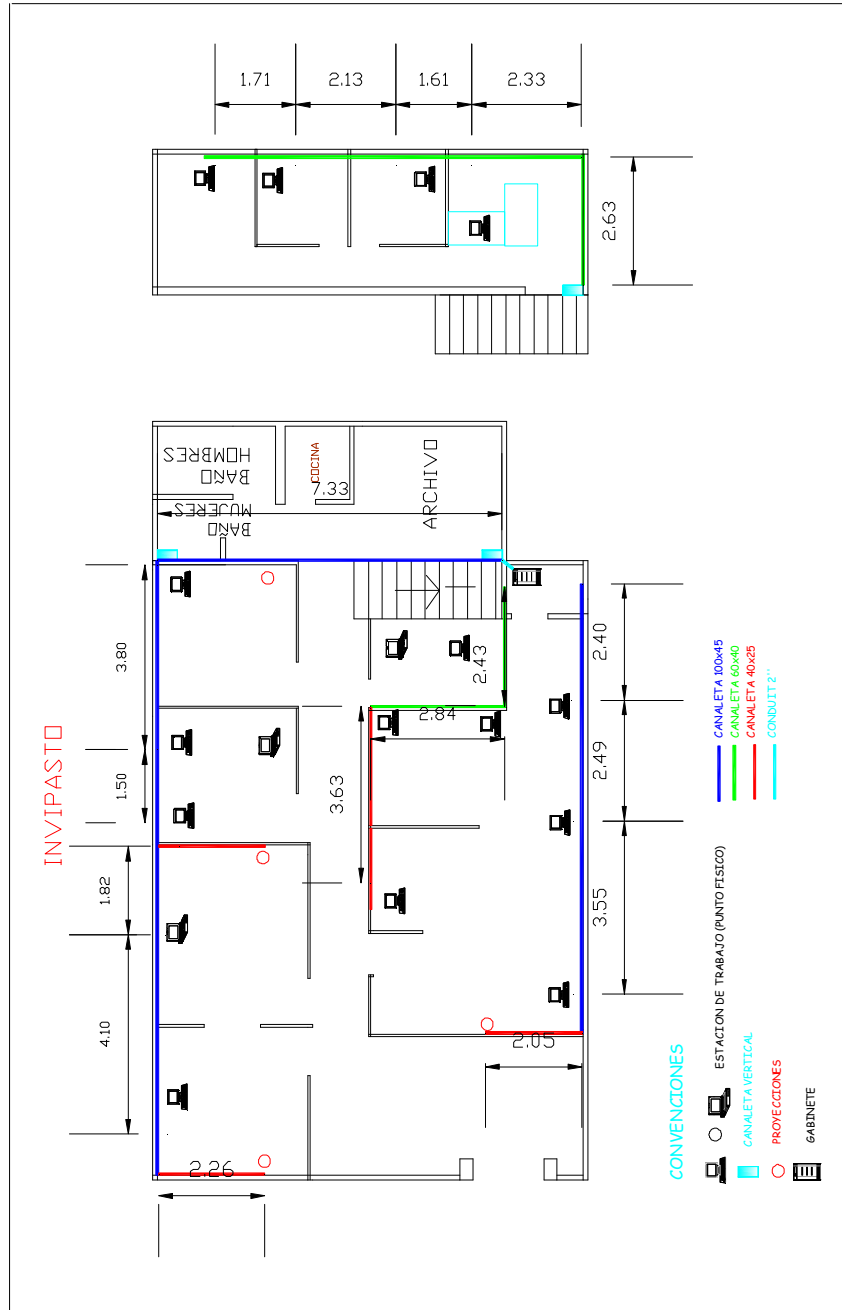 1.71
2.13
1.61
2.33
2.63
BAÑO HOMBRES
BAÑO MUJERES
COCINA
7.33
ARCHIVO
INVIPASTO
3.80
1.50
1.82
4.10
2.26
2.43
2.84
3.63
2.05
2.40
2.49
3.55
CANALETA 100x45
CANALETA 60x40
CANALETA 40x25
CONDUIT 2''
CONVENCIONES
ESTACION DE TRABAJO (PUNTO FISICO)
CANALETA VERTICAL
PROYECCIONES
GABINETE